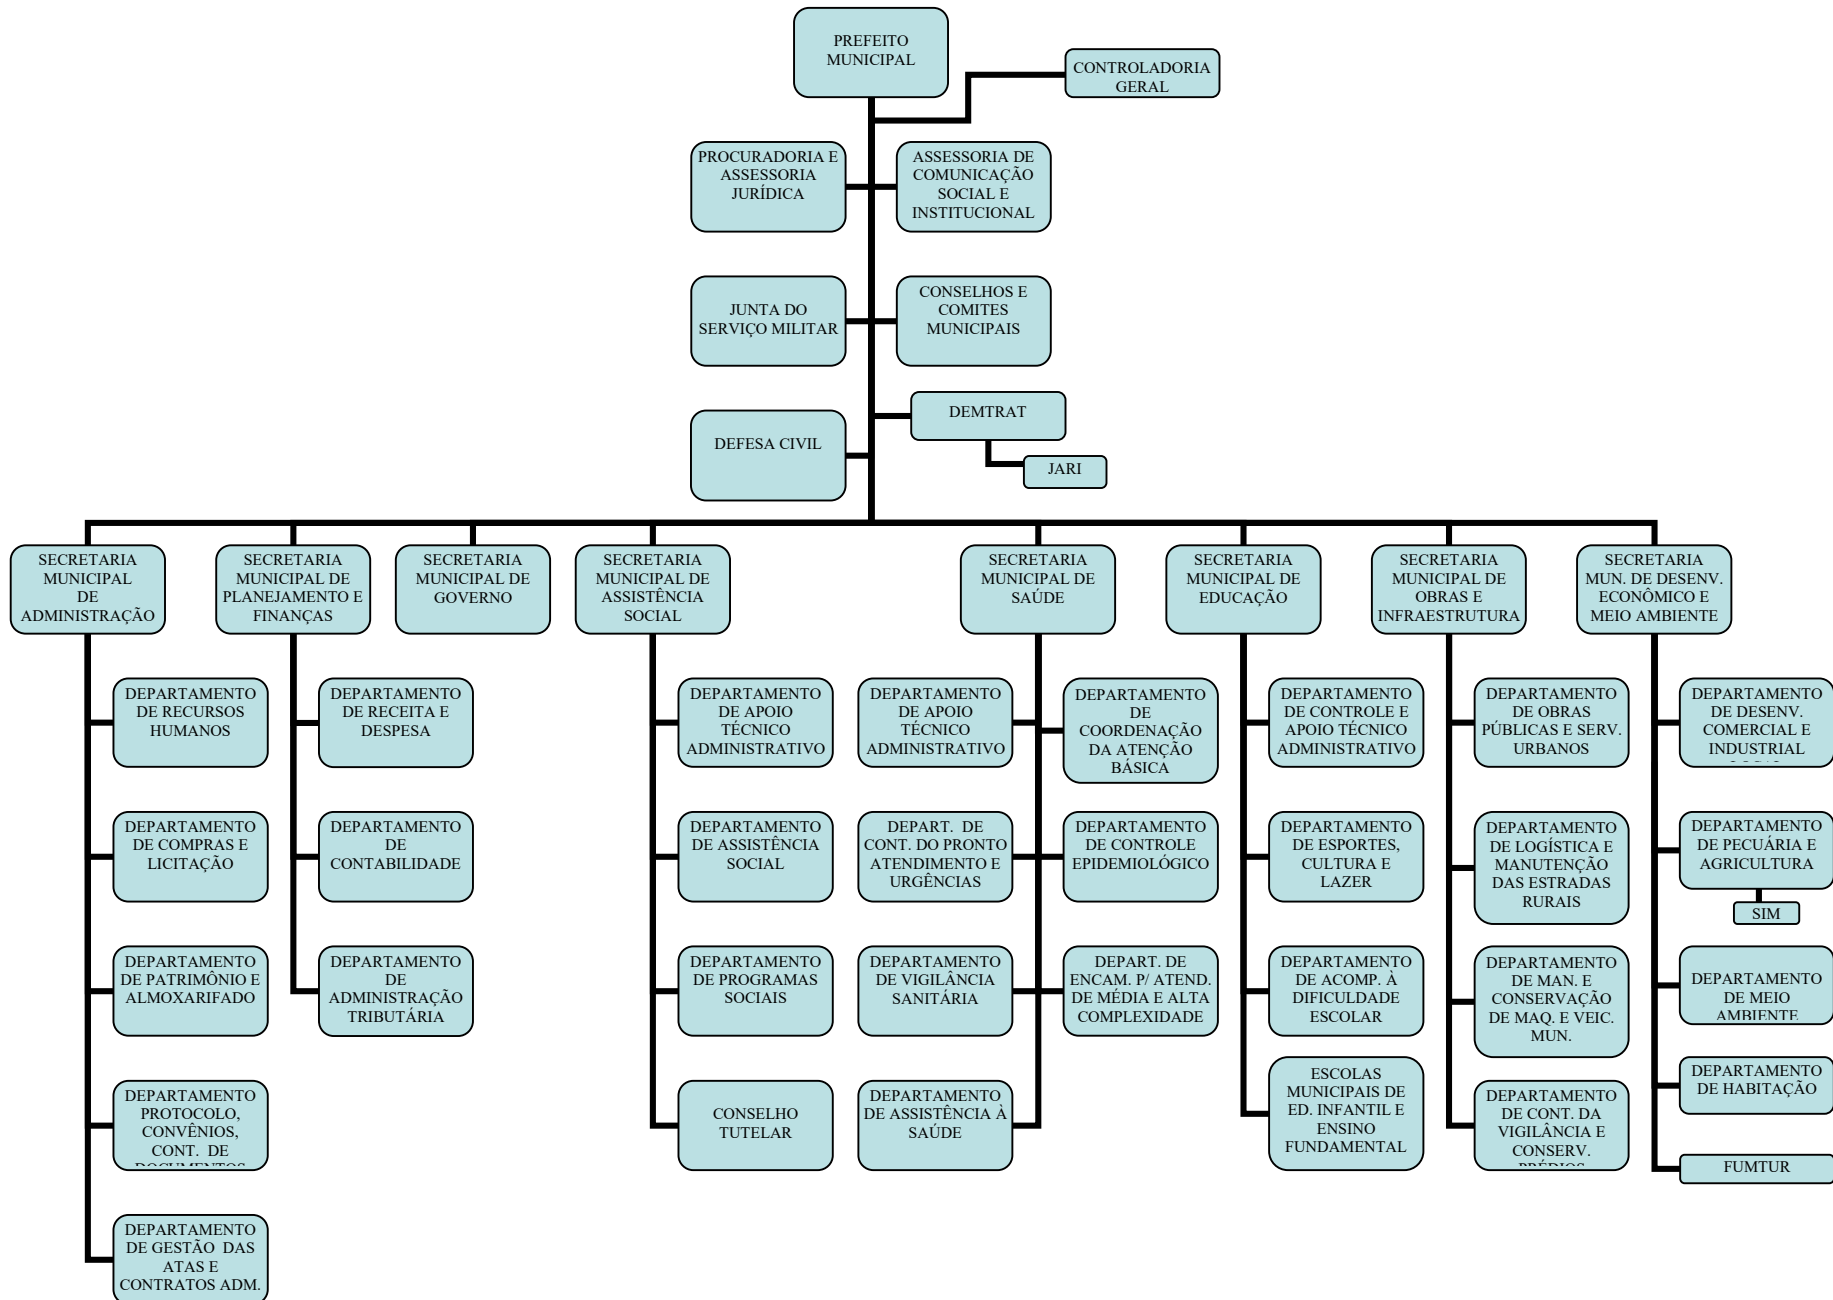 PREFEITO
MUNICIPAL
CONTROLADORIA
GERAL
PROCURADORIA E
ASSESSORIA
JURÍDICA
ASSESSORIA DE
COMUNICAÇÃO
SOCIAL E
INSTITUCIONAL
JUNTA DO
SERVIÇO MILITAR
CONSELHOS E
COMITES
MUNICIPAIS
DEFESA CIVIL
DEMTRAT
JARI
SECRETARIA
MUNICIPAL
DE
ADMINISTRAÇÃO
SECRETARIA
MUNICIPAL DE
PLANEJAMENTO E
FINANÇAS
SECRETARIA
MUNICIPAL DE
GOVERNO
SECRETARIA
MUNICIPAL DE
ASSISTÊNCIA
SOCIAL
SECRETARIA
MUNICIPAL DE
SAÚDE
SECRETARIA
MUNICIPAL DE
EDUCAÇÃO
SECRETARIA
MUNICIPAL DE
OBRAS E
INFRAESTRUTURA
SECRETARIA
MUN. DE DESENV.
ECONÔMICO E
MEIO AMBIENTE
DEPARTAMENTO
DE RECURSOS
HUMANOS
DEPARTAMENTO
DE RECEITA E
DESPESA
DEPARTAMENTO
DE APOIO
TÉCNICO
ADMINISTRATIVO
DEPARTAMENTO
DE APOIO
TÉCNICO
ADMINISTRATIVO
DEPARTAMENTO
DE
COORDENAÇÃO
DA ATENÇÃO
BÁSICA
DEPARTAMENTO
DE CONTROLE E
APOIO TÉCNICO
ADMINISTRATIVO
DEPARTAMENTO
DE OBRAS
PÚBLICAS E SERV.
URBANOS
DEPARTAMENTO
DE DESENV.
COMERCIAL E
INDUSTRIAL
DEPARTAMENTO
DE COMPRAS E
LICITAÇÃO
DEPARTAMENTO
DE
CONTABILIDADE
DEPARTAMENTO
DE ASSISTÊNCIA
SOCIAL
DEPART. DE
CONT. DO PRONTO
ATENDIMENTO E
URGÊNCIAS
DEPARTAMENTO
DE CONTROLE
EPIDEMIOLÓGICO
DEPARTAMENTO
DE ESPORTES,
CULTURA E
LAZER
DEPARTAMENTO
DE LOGÍSTICA E
MANUTENÇÃO
DAS ESTRADAS
RURAIS
DEPARTAMENTO
DE PECUÁRIA E
AGRICULTURA
SIM
DEPARTAMENTO
DE PATRIMÔNIO E
ALMOXARIFADO
DEPARTAMENTO
DE
ADMINISTRAÇÃO
TRIBUTÁRIA
DEPARTAMENTO
DE PROGRAMAS
SOCIAIS
DEPARTAMENTO
DE VIGILÂNCIA
SANITÁRIA
DEPART. DE
ENCAM. P/ ATEND.
DE MÉDIA E ALTA
COMPLEXIDADE
DEPARTAMENTO
DE ACOMP. À
DIFICULDADE
ESCOLAR
DEPARTAMENTO
DE MAN. E
CONSERVAÇÃO
DE MAQ. E VEIC.
MUN.
DEPARTAMENTO
DE MEIO
AMBIENTE
DEPARTAMENTO
PROTOCOLO,
CONVÊNIOS,
CONT. DE
DOCUMENTOS
CONSELHO
TUTELAR
DEPARTAMENTO
DE ASSISTÊNCIA À
SAÚDE
ESCOLAS
MUNICIPAIS DE
ED. INFANTIL E
ENSINO
FUNDAMENTAL
DEPARTAMENTO
DE CONT. DA
VIGILÂNCIA E
CONSERV.
PRÉDIOS
DEPARTAMENTO
DE HABITAÇÃO
FUMTUR
DEPARTAMENTO
DE GESTÃO DAS
ATAS E
CONTRATOS ADM.